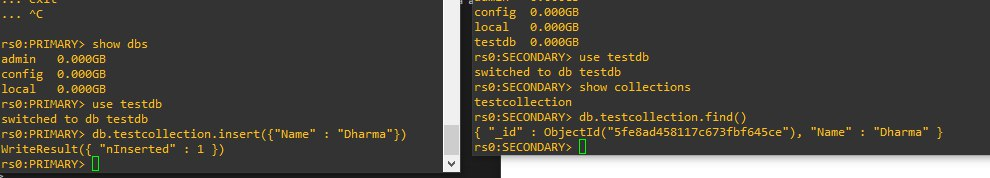 ... exit
... ^C
rs0:PRIMARY> show dbs
admin   0.000GB
config  0.000GB
local   0.000GB
rs0:PRIMARY> use testdb
switched to db testdb
rs0:PRIMARY> db.testcollection.insert({"Name" : "Dharma"})
WriteResult({ "nInserted" : 1 })
rs0:PRIMARY>
admin   0.000GB
config  0.000GB
local   0.000GB
testdb  0.000GB
rs0:SECONDARY> use testdb
switched to db testdb
rs0:SECONDARY> show collections
testcollection
rs0:SECONDARY> db.testcollection.find()
{ "_id" : ObjectId("5fe8ad458117c673fbf645ce"), "Name" : "Dharma" }
rs0:SECONDARY>